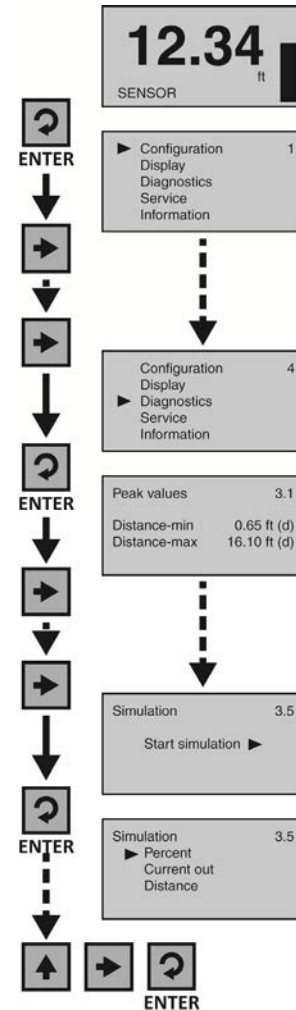 12.34
ft
SENSOR
ENTER
Configuration 1
Display
Diagnostics
Service
Information
Configuration 4
Display
Diagnostics
Service
Information
ENTER
Peak values 3.1
Distance-min 0.65 ft (d)
Distance-max 16.10 ft (d)
Simulation 3.5
Start simulation
ENTER
Simulation 3.5
Percent
Current out
Distance
ENTER